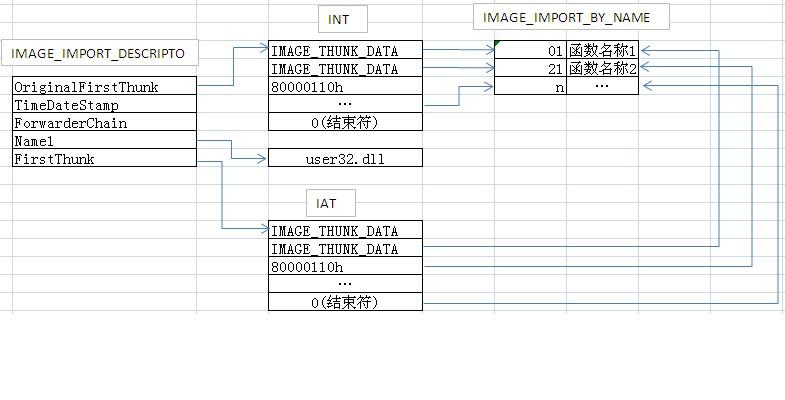 INT
IMAGE_IMPORT_BY_NAME
IMAGE_IMPORT_DESCRIPTO
OriginalFirstThunk
TimeDateStamp
ForwarderChain
Name1
FirstThunk
IMAGE_THUNK_DATA
IMAGE_THUNK_DATA
80000110h
…
0(结束符)
01 函数名称1
21 函数名称2
n …
user32.dll
IAT
IMAGE_THUNK_DATA
IMAGE_THUNK_DATA
80000110h
…
0(结束符)